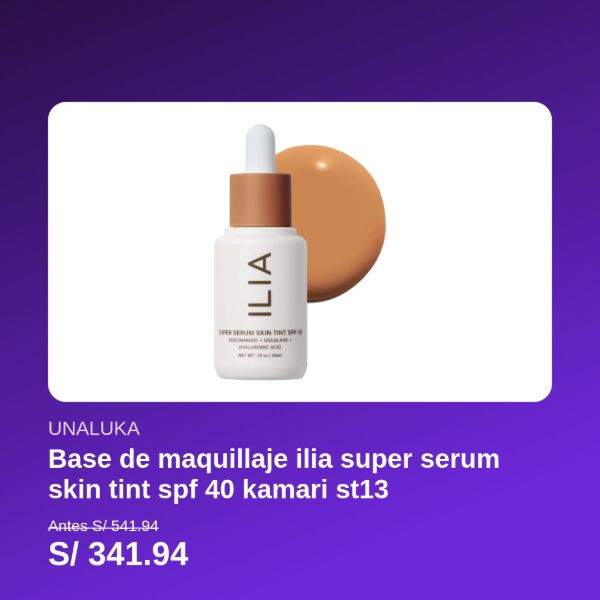 ILIA
SUPER SERUM SKIN TINT SPF 40
NIACINAMIDE + SQUALANE +
HYALURONIC ACID
UNALUKA
Base de maquillaje ilia super serum
skin tint spf 40 kamari st13
Antes S/ 541.94
S/ 341.94